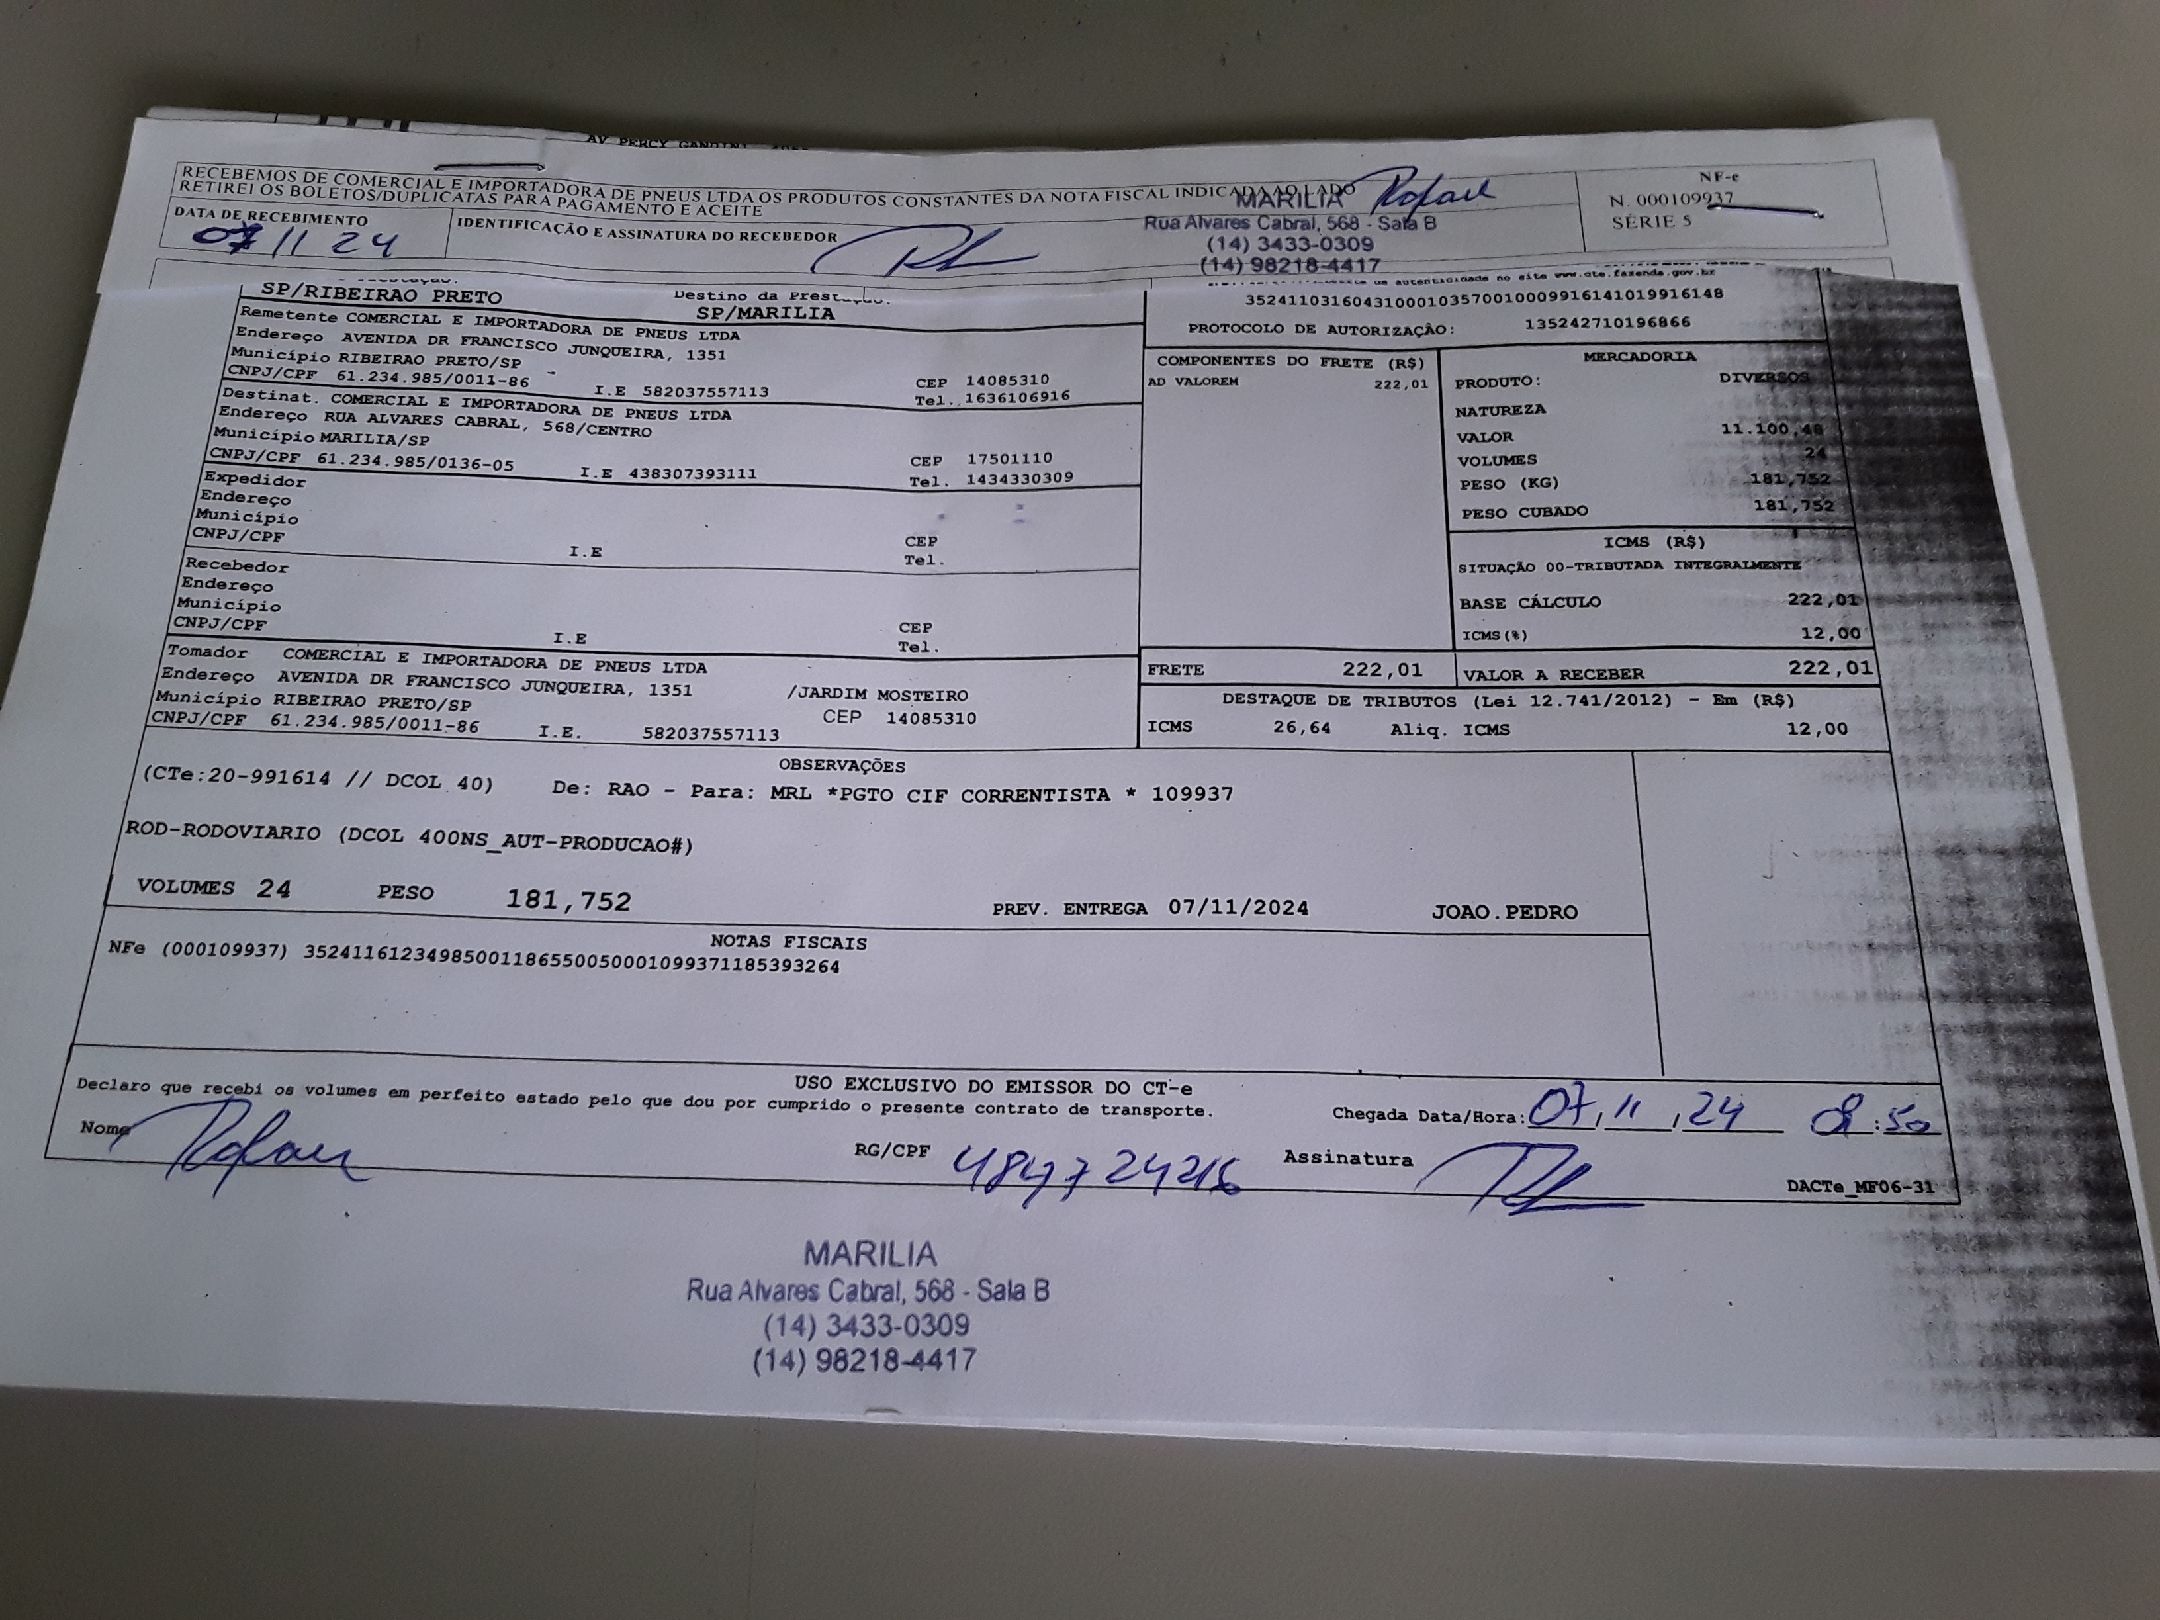 AV PERCY GANDINI
RECEBEMOS DE COMERCIAL E IMPORTADORA DE PNEUS LTDA OS PRODUTOS CONSTANTES DA NOTA FISCAL INDICADA AO LADO
RETIREI OS BOLETOS/DUPLICATAS PARA PAGAMENTO E ACEITE
Rafael
NF-e
N. 000109937
SÉRIE 5
DATA DE RECEBIMENTO
07 11 24
IDENTIFICAÇÃO E ASSINATURA DO RECEBEDOR
MARILIA
Rua Alvares Cabral, 568 - Sala B
(14) 3433-0309
(14) 98218-4417
autenticidade no site www.cte.fazenda.gov.br
SP/RIBEIRAO PRETO
Destino da Prestação.
SP/MARILIA
35241103160431000103570010009916141019916148
PROTOCOLO DE AUTORIZAÇÃO: 135242710196866
Remetente COMERCIAL E IMPORTADORA DE PNEUS LTDA
Endereço AVENIDA DR FRANCISCO JUNQUEIRA, 1351
Município RIBEIRAO PRETO/SP
CNPJ/CPF 61.234.985/0011-86 I.E 582037557113
CEP 14085310
Tel. 1636106916
Destinat. COMERCIAL E IMPORTADORA DE PNEUS LTDA
Endereço RUA ALVARES CABRAL, 568/CENTRO
Município MARILIA/SP
CNPJ/CPF 61.234.985/0136-05 I.E 438307393111
CEP 17501110
Tel. 1434330309
Expedidor
Endereço
Município
CNPJ/CPF
I.E
CEP
Tel.
Recebedor
Endereço
Município
CNPJ/CPF
I.E
CEP
Tel.
Tomador COMERCIAL E IMPORTADORA DE PNEUS LTDA
Endereço AVENIDA DR FRANCISCO JUNQUEIRA, 1351 /JARDIM MOSTEIRO
Município RIBEIRAO PRETO/SP CEP 14085310
CNPJ/CPF 61.234.985/0011-86 I.E. 582037557113
COMPONENTES DO FRETE (R$)
AD VALOREM 222,01
MERCADORIA
PRODUTO: DIVERSOS
NATUREZA
VALOR 11.100,48
VOLUMES 24
PESO (KG) 181,752
PESO CUBADO 181,752
ICMS (R$)
SITUAÇÃO 00-TRIBUTADA INTEGRALMENTE
BASE CÁLCULO 222,01
ICMS(%) 12,00
FRETE 222,01
VALOR A RECEBER 222,01
DESTAQUE DE TRIBUTOS (Lei 12.741/2012) - Em (R$)
ICMS 26,64 Aliq. ICMS 12,00
OBSERVAÇÕES
(CTe:20-991614 // DCOL 40) De: RAO - Para: MRL *PGTO CIF CORRENTISTA * 109937
ROD-RODOVIARIO (DCOL 400NS_AUT-PRODUCAO#)
VOLUMES 24 PESO 181,752 PREV. ENTREGA 07/11/2024 JOAO.PEDRO
NOTAS FISCAIS
NFe (000109937) 35241161234985001186550050001099371185393264
USO EXCLUSIVO DO EMISSOR DO CT-e
Declaro que recebi os volumes em perfeito estado pelo que dou por cumprido o presente contrato de transporte.
Chegada Data/Hora: 07, 11 ,24 8:50
Nome Rafael
RG/CPF
Assinatura
DACTe_MF06-31
MARILIA
Rua Alvares Cabral, 568 - Sala B
(14) 3433-0309
(14) 98218-4417